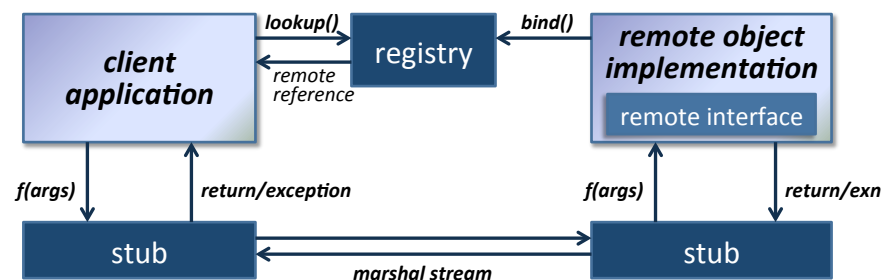 lookup()
bind()
client
application
registry
remote object
implementation
remote
reference
remote interface
f(args)
return/exception
f(args)
return/exn
stub
stub
marshal stream